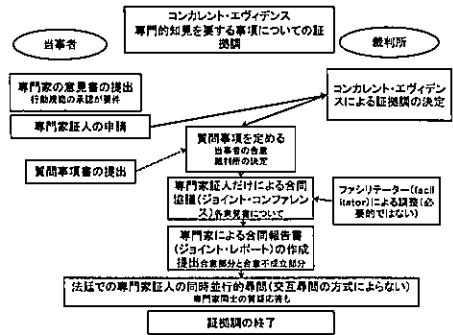 コンカレント・エヴィデンス
専門的知見を要する事項についての証
拠調
当事者
裁判所
専門家の意見書の提出
行動規範の承認が要件
専門家証人の申請
質問事項書の提出
コンカレント・エヴィデン
スによる証拠調の決定
質問事項を定める
当事者の合意
裁判所の決定
専門家証人だけによる合同
協議(ジョイント・コンファレン
ス)各意見書について
ファシリテーター(facil
itator)による調整(必
要的ではない)
専門家による合同報告書
(ジョイント・レポート)の作成
提出合意部分と合意不成立部分
法廷での専門家証人の同時並行的尋問(交互尋問の方式によらない)
専門家同士の質疑応答も
証拠調の終了